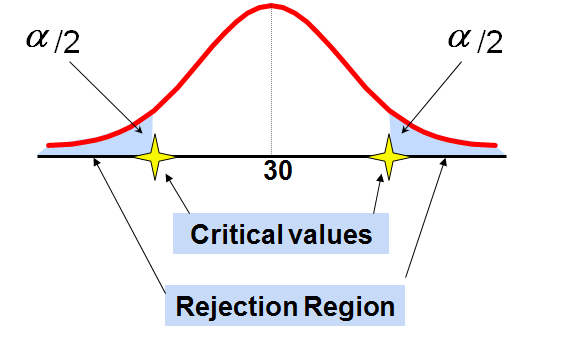 α/2
α/2
30
Critical values
Rejection Region